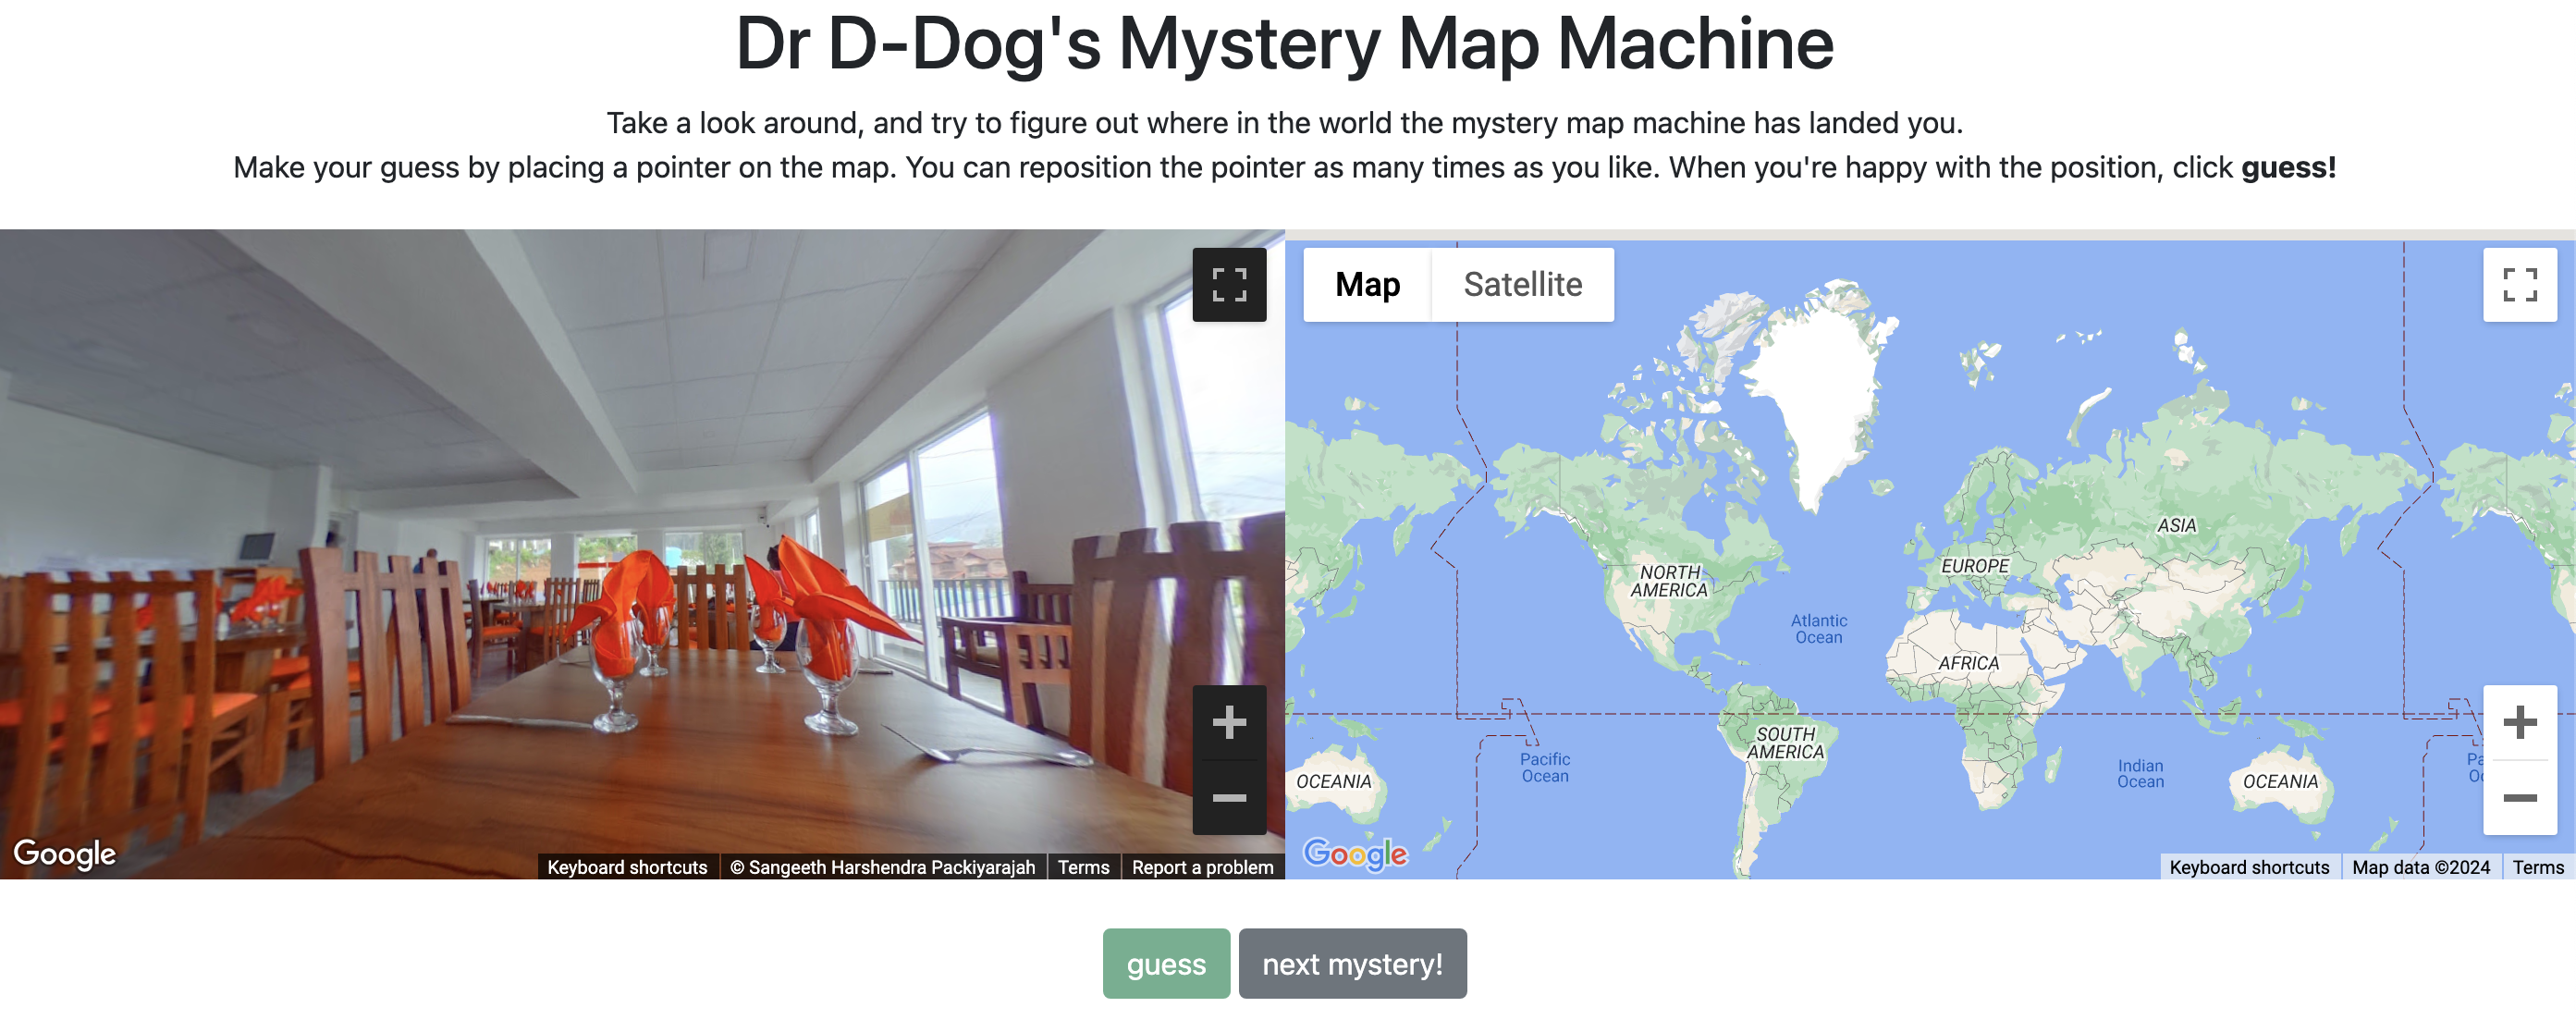 Dr D-Dog's Mystery Map Machine
Take a look around, and try to figure out where in the world the mystery map machine has landed you.
Make your guess by placing a pointer on the map. You can reposition the pointer as many times as you like. When you're happy with the position, click guess!
Google
Keyboard shortcuts
© Sangeeth Harshendra Packiyarajah
Terms
Report a problem
Map
Satellite
NORTH
AMERICA
Atlantic
Ocean
EUROPE
ASIA
AFRICA
SOUTH
AMERICA
Pacific
Ocean
OCEANIA
Indian
Ocean
OCEANIA
Google
Keyboard shortcuts
Map data ©2024
Terms
guess
next mystery!